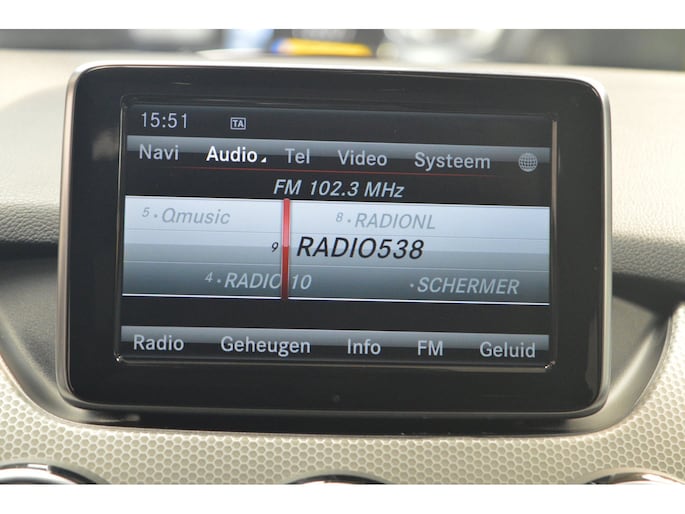 15:51 TA
Navi Audio Tel Video Systeem
FM 102.3 MHz
5 · Qmusic 8 · RADIONL
9 RADIO538
4 · RADIO 10 · SCHERMER
Radio Geheugen Info FM Geluid